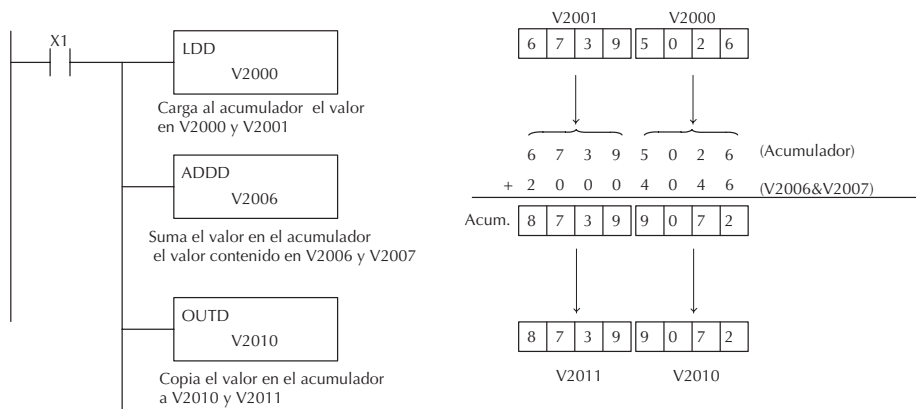 X1
LDD
V2000
Carga al acumulador el valor
en V2000 y V2001
ADDD
V2006
Suma el valor en el acumulador
el valor contenido en V2006 y V2007
OUTD
V2010
Copia el valor en el acumulador
a V2010 y V2011
V2001 V2000
6 7 3 9 5 0 2 6
6 7 3 9 5 0 2 6 (Acumulador)
+ 2 0 0 0 4 0 4 6 (V2006&V2007)
Acum. 8 7 3 9 9 0 7 2
8 7 3 9 9 0 7 2
V2011 V2010